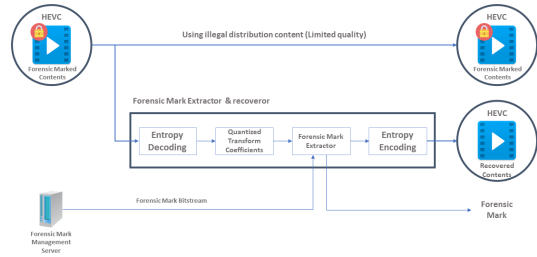 HEVC
Forensic Marked
Contents
Using illegal distribution content (Limited quality)
HEVC
Forensic Marked
Contents
Forensic Mark Extractor & recoveror
Entropy
Decoding
Quantized
Transform
Coefficients
Forensic Mark
Extractor
Entropy
Encoding
HEVC
Recovered
Contents
Forensic Mark Bitstream
Forensic
Mark
Forensic Mark
Management
Server